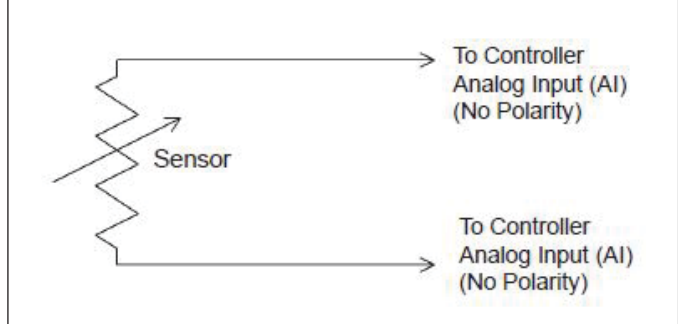 To Controller
Analog Input (AI)
(No Polarity)
Sensor
To Controller
Analog Input (AI)
(No Polarity)